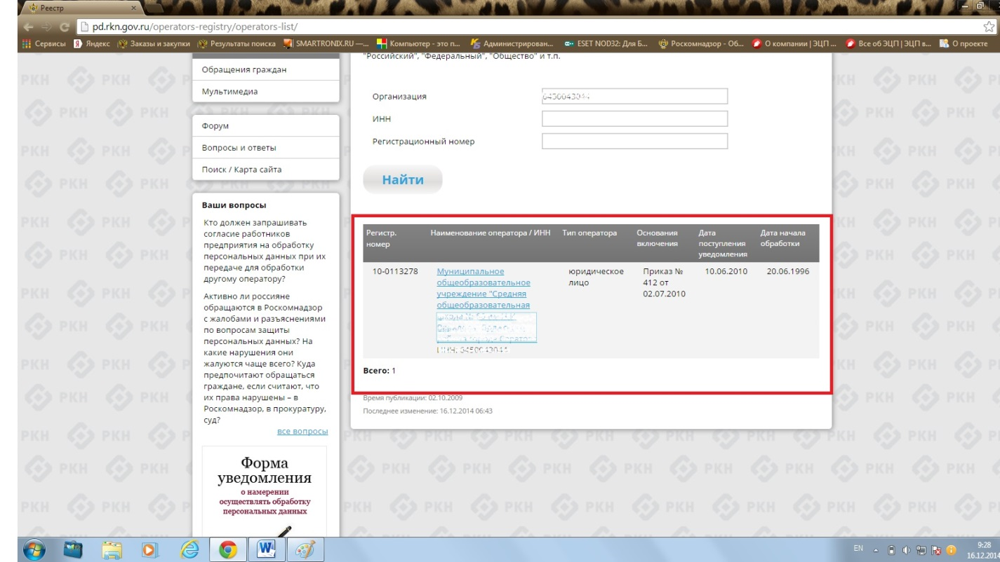 Реестр
pd.rkn.gov.ru/operators-registry/operators-list/
Сервисы Яндекс Заказы и закупки Результаты поиска SMARTRONIX.RU —... Компьютер - это п... Администрирован... ESET NOD32: Для Б... Роскомнадзор - Об... О компании | ЭЦП ... Все об ЭЦП | ЭЦП в... О проекте
"Российский", "Федеральный", "Общество" и т.п.
Обращения граждан
Мультимедиа
Форум
Вопросы и ответы
Поиск / Карта сайта
Ваши вопросы
Кто должен запрашивать
согласие работников
предприятия на обработку
персональных данных при их
передаче для обработки
другому оператору?
Активно ли россияне
обращаются в Роскомнадзор
с жалобами и разъяснениями
по вопросам защиты
персональных данных? На
какие нарушения они
жалуются чаще всего? Куда
предпочитают обращаться
граждане, если считают, что
их права нарушены – в
Роскомнадзор, в прокуратуру,
суд?
все вопросы
Форма
уведомления
о намерении
осуществлять обработку
персональных данных
Организация
ИНН
Регистрационный номер
Найти
Регистр. номер
Наименование оператора / ИНН
Тип оператора
Основания включения
Дата поступления уведомления
Дата начала обработки
10-0113278
Муниципальное
общеобразовательное
учреждение "Средняя
общеобразовательная
юридическое
лицо
Приказ №
412 от
02.07.2010
10.06.2010
20.06.1996
Всего: 1
Время публикации: 02.10.2009
Последнее изменение: 16.12.2014 06:43
РКН
EN
9:28
16.12.2014